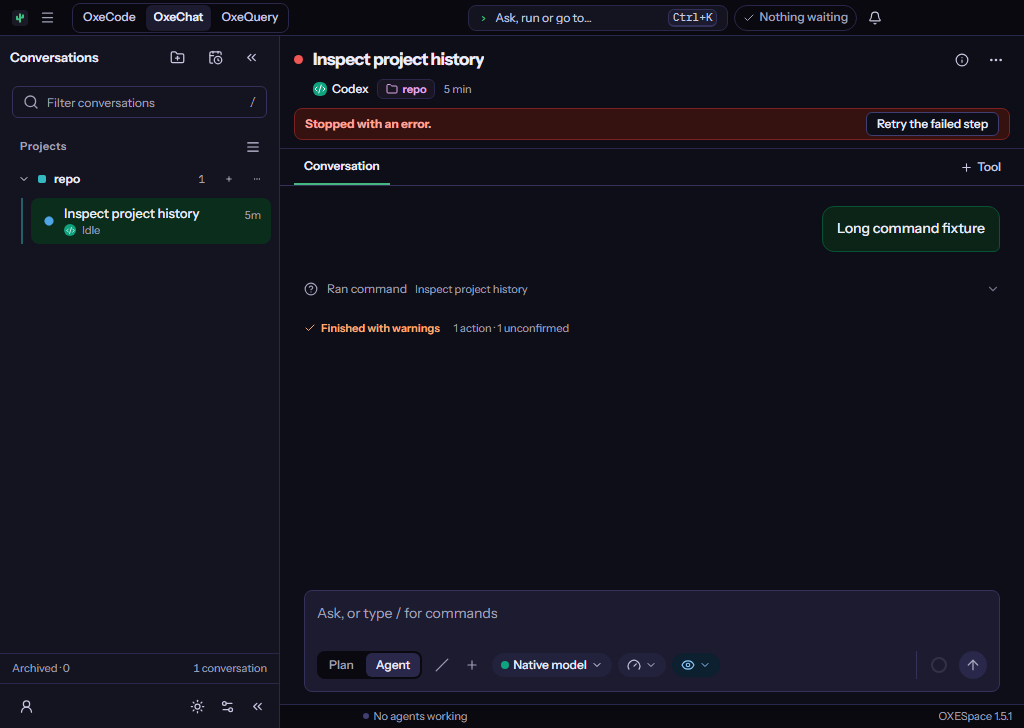 OxeCode OxeChat OxeQuery
Ask, run or go to... Ctrl+K
Nothing waiting
Conversations
Filter conversations /
Projects
repo 1
Inspect project history 5m
Idle
Archived · 0 1 conversation
Inspect project history
Codex repo 5 min
Stopped with an error. Retry the failed step
Conversation Tool
Long command fixture
Ran command Inspect project history
Finished with warnings 1 action · 1 unconfirmed
Ask, or type / for commands
Plan Agent Native model
No agents working OXESpace 1.5.1